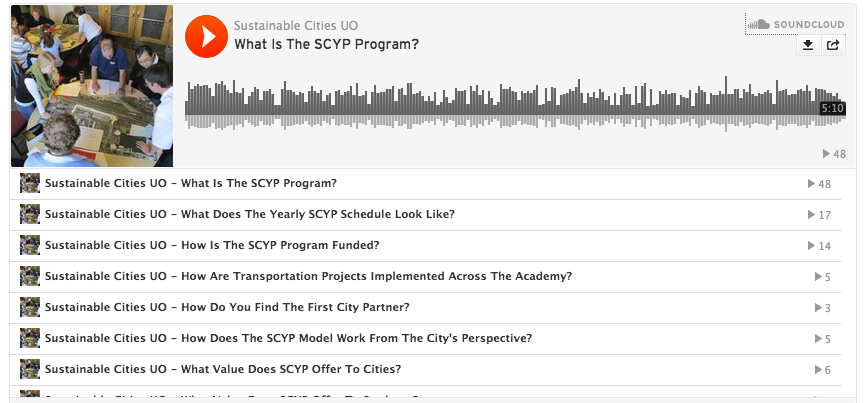 Sustainable Cities UO
SOUNDCLOUD
What Is The SCYP Program?
5:10
48
Sustainable Cities UO - What Is The SCYP Program? 48
Sustainable Cities UO - What Does The Yearly SCYP Schedule Look Like? 17
Sustainable Cities UO - How Is The SCYP Program Funded? 14
Sustainable Cities UO - How Are Transportation Projects Implemented Across The Academy? 5
Sustainable Cities UO - How Do You Find The First City Partner? 3
Sustainable Cities UO - How Does The SCYP Model Work From The City's Perspective? 5
Sustainable Cities UO - What Value Does SCYP Offer To Cities? 6